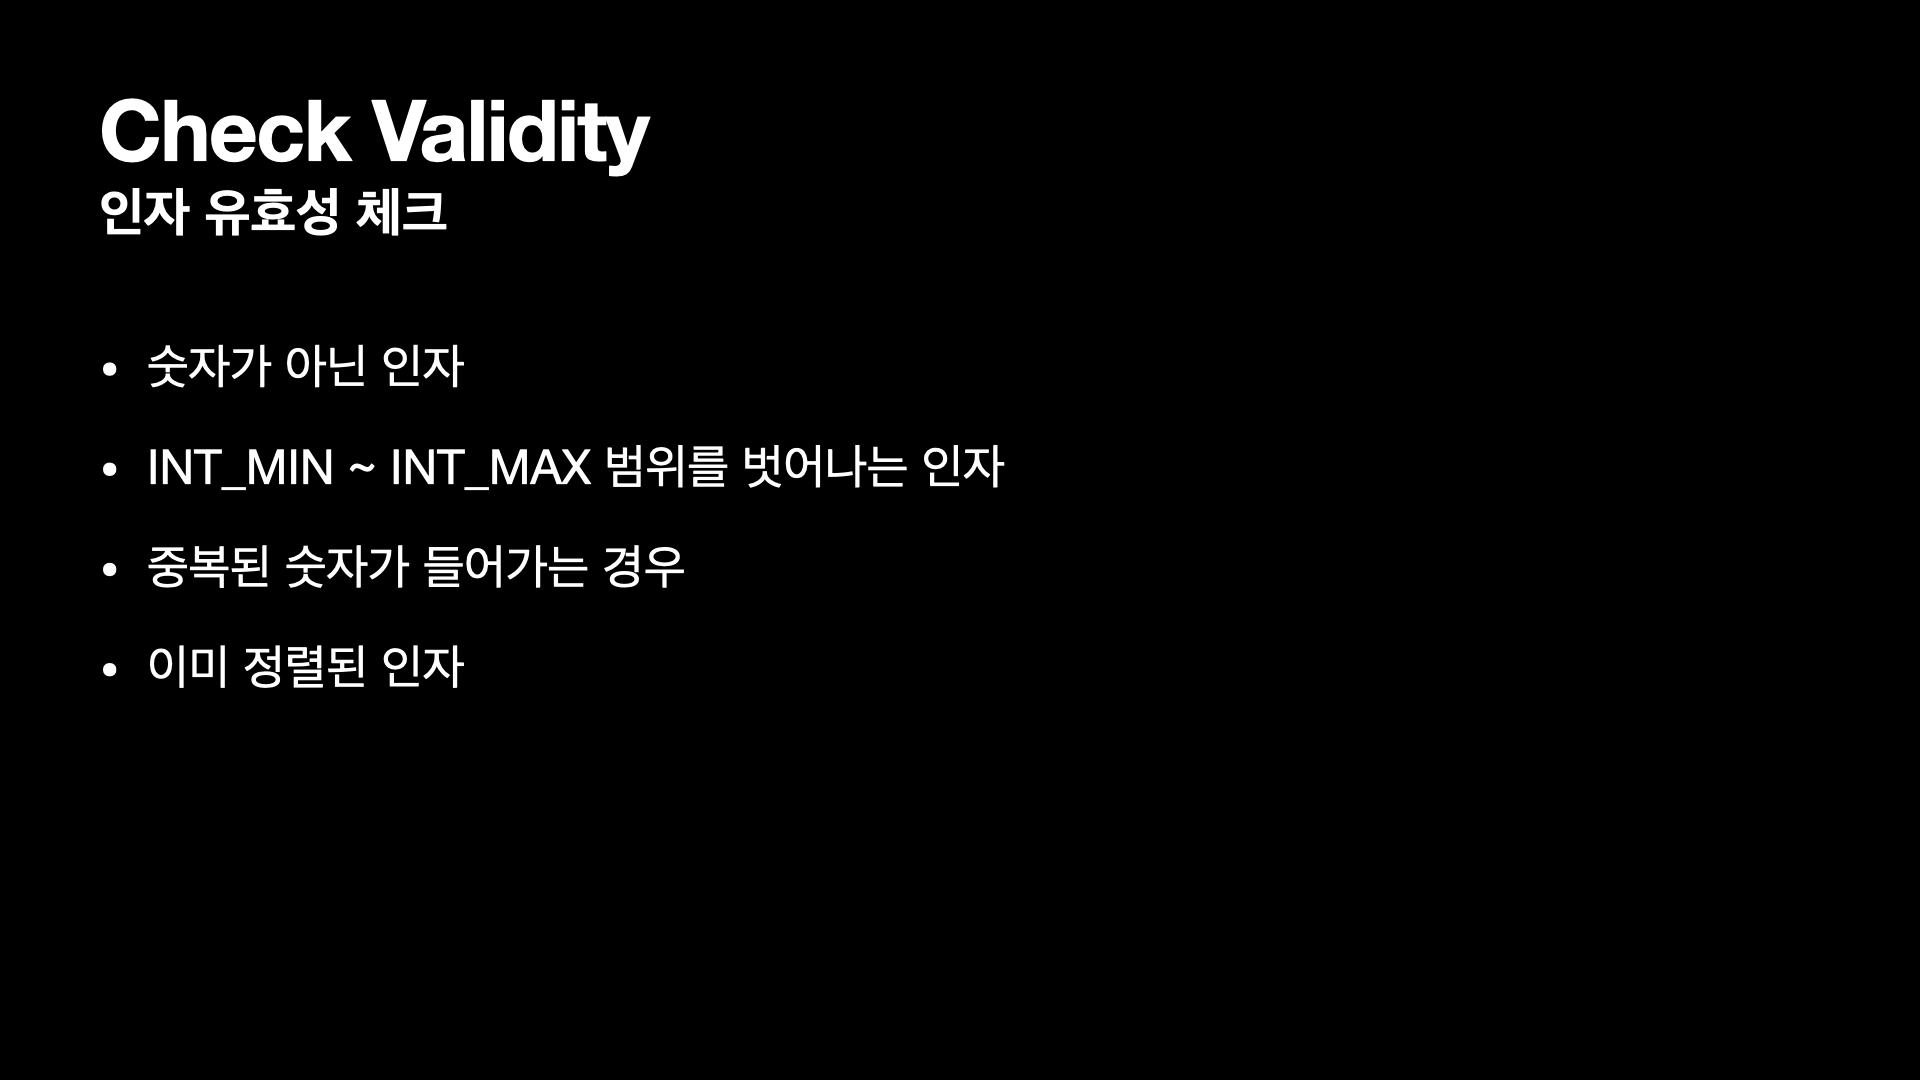 Check Validity
인자 유효성 체크
• 숫자가 아닌 인자
• INT_MIN ~ INT_MAX 범위를 벗어나는 인자
• 중복된 숫자가 들어가는 경우
• 이미 정렬된 인자